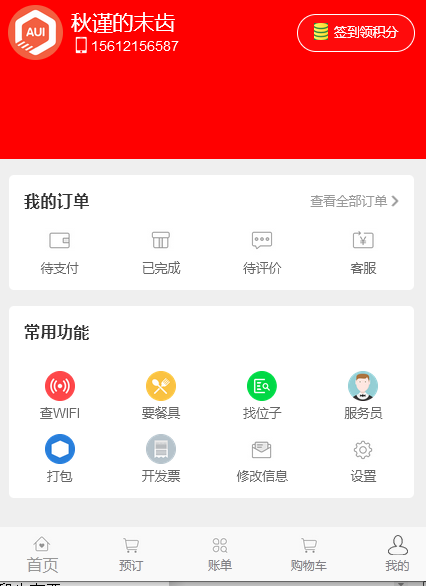 AUI
秋谨的末齿
15612156587
签到领积分
我的订单
查看全部订单
待支付 已完成 待评价 客服
常用功能
查WIFI 要餐具 找位子 服务员
打包 开发票 修改信息 设置
首页 预订 账单 购物车 我的